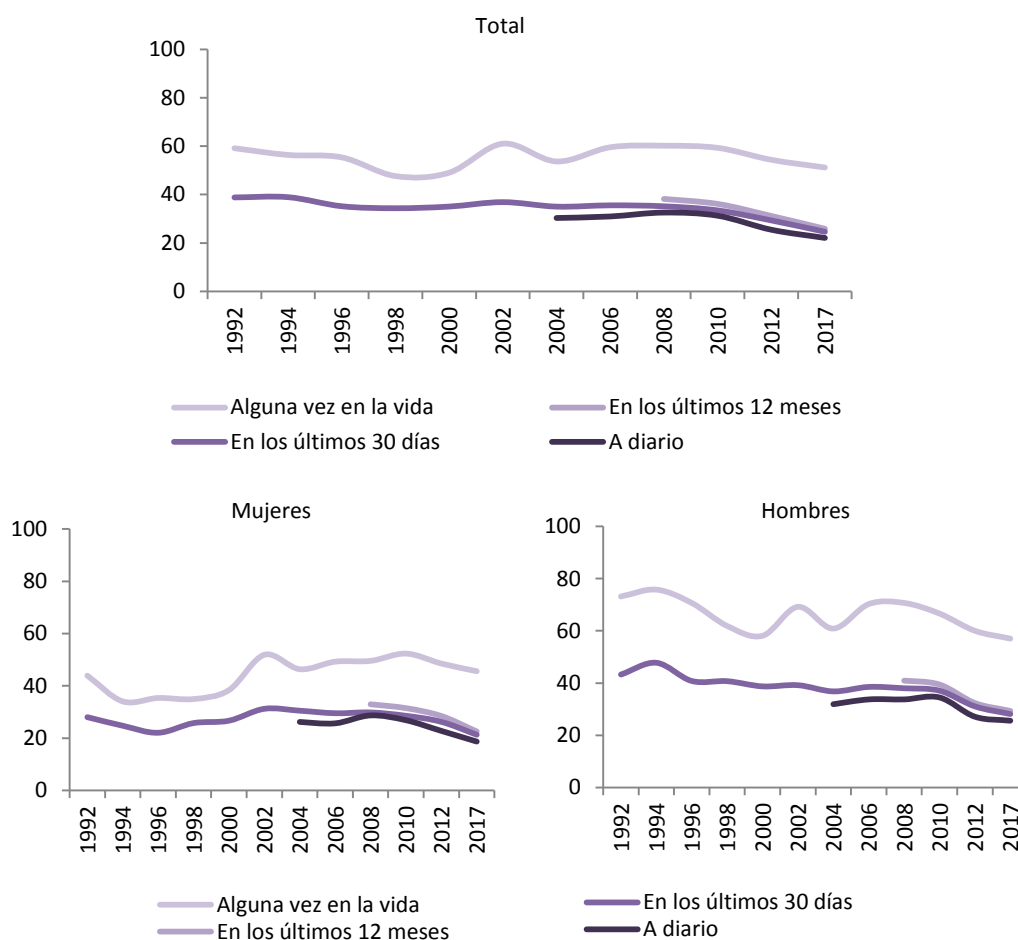 Total
100
80
60
40
20
0
1992 1994 1996 1998 2000 2002 2004 2006 2008 2010 2012 2017
Alguna vez en la vida En los últimos 12 meses
En los últimos 30 días A diario
Mujeres
100
80
60
40
20
0
1992 1994 1996 1998 2000 2002 2004 2006 2008 2010 2012 2017
Hombres
100
80
60
40
20
0
1992 1994 1996 1998 2000 2002 2004 2006 2008 2010 2012 2017
Alguna vez en la vida
En los últimos 12 meses
En los últimos 30 días
A diario